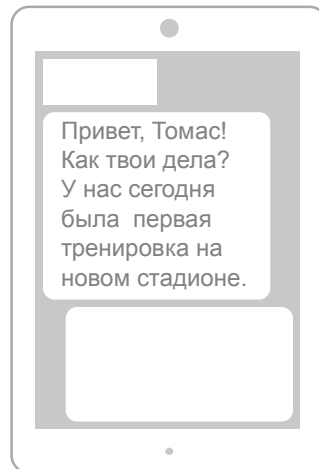 Привет, Томас!
Как твои дела?
У нас сегодня
была первая
тренировка на
новом стадионе.